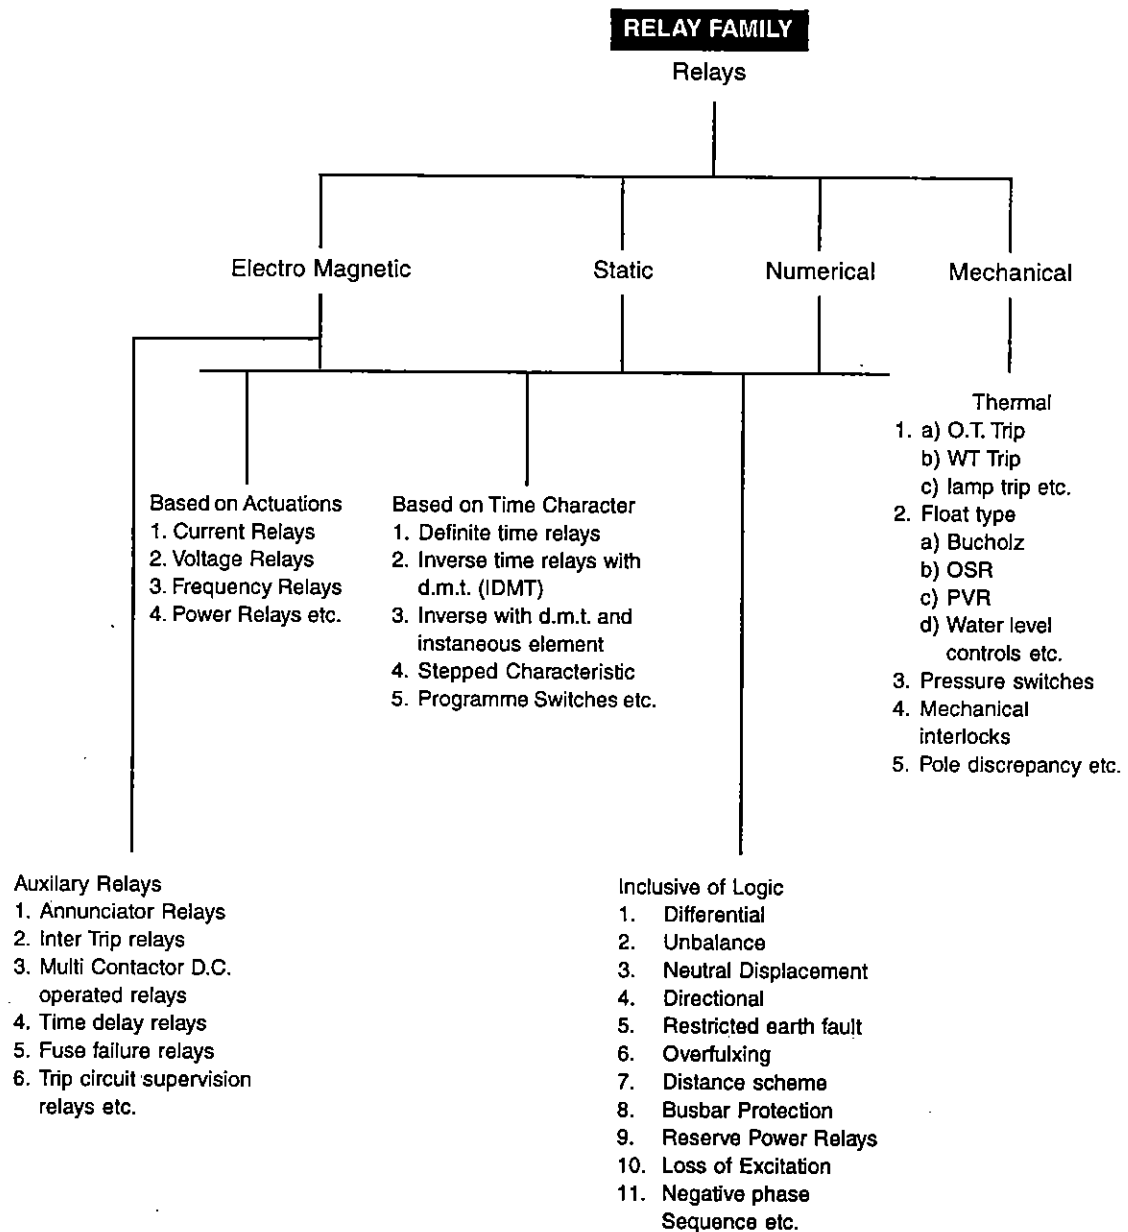 RELAY FAMILY
Relays
Electro Magnetic
Static
Numerical
Mechanical
Based on Actuations
1. Current Relays
2. Voltage Relays
3. Frequency Relays
4. Power Relays etc.
Based on Time Character
1. Definite time relays
2. Inverse time relays with
d.m.t. (IDMT)
3. Inverse with d.m.t. and
instaneous element
4. Stepped Characteristic
5. Programme Switches etc.
Thermal
1. a) O.T. Trip
b) WT Trip
c) lamp trip etc.
2. Float type
a) Bucholz
b) OSR
c) PVR
d) Water level
controls etc.
3. Pressure switches
4. Mechanical
interlocks
5. Pole discrepancy etc.
Auxilary Relays
1. Annunciator Relays
2. Inter Trip relays
3. Multi Contactor D.C.
operated relays
4. Time delay relays
5. Fuse failure relays
6. Trip circuit supervision
relays etc.
Inclusive of Logic
1. Differential
2. Unbalance
3. Neutral Displacement
4. Directional
5. Restricted earth fault
6. Overfulxing
7. Distance scheme
8. Busbar Protection
9. Reserve Power Relays
10. Loss of Excitation
11. Negative phase
Sequence etc.